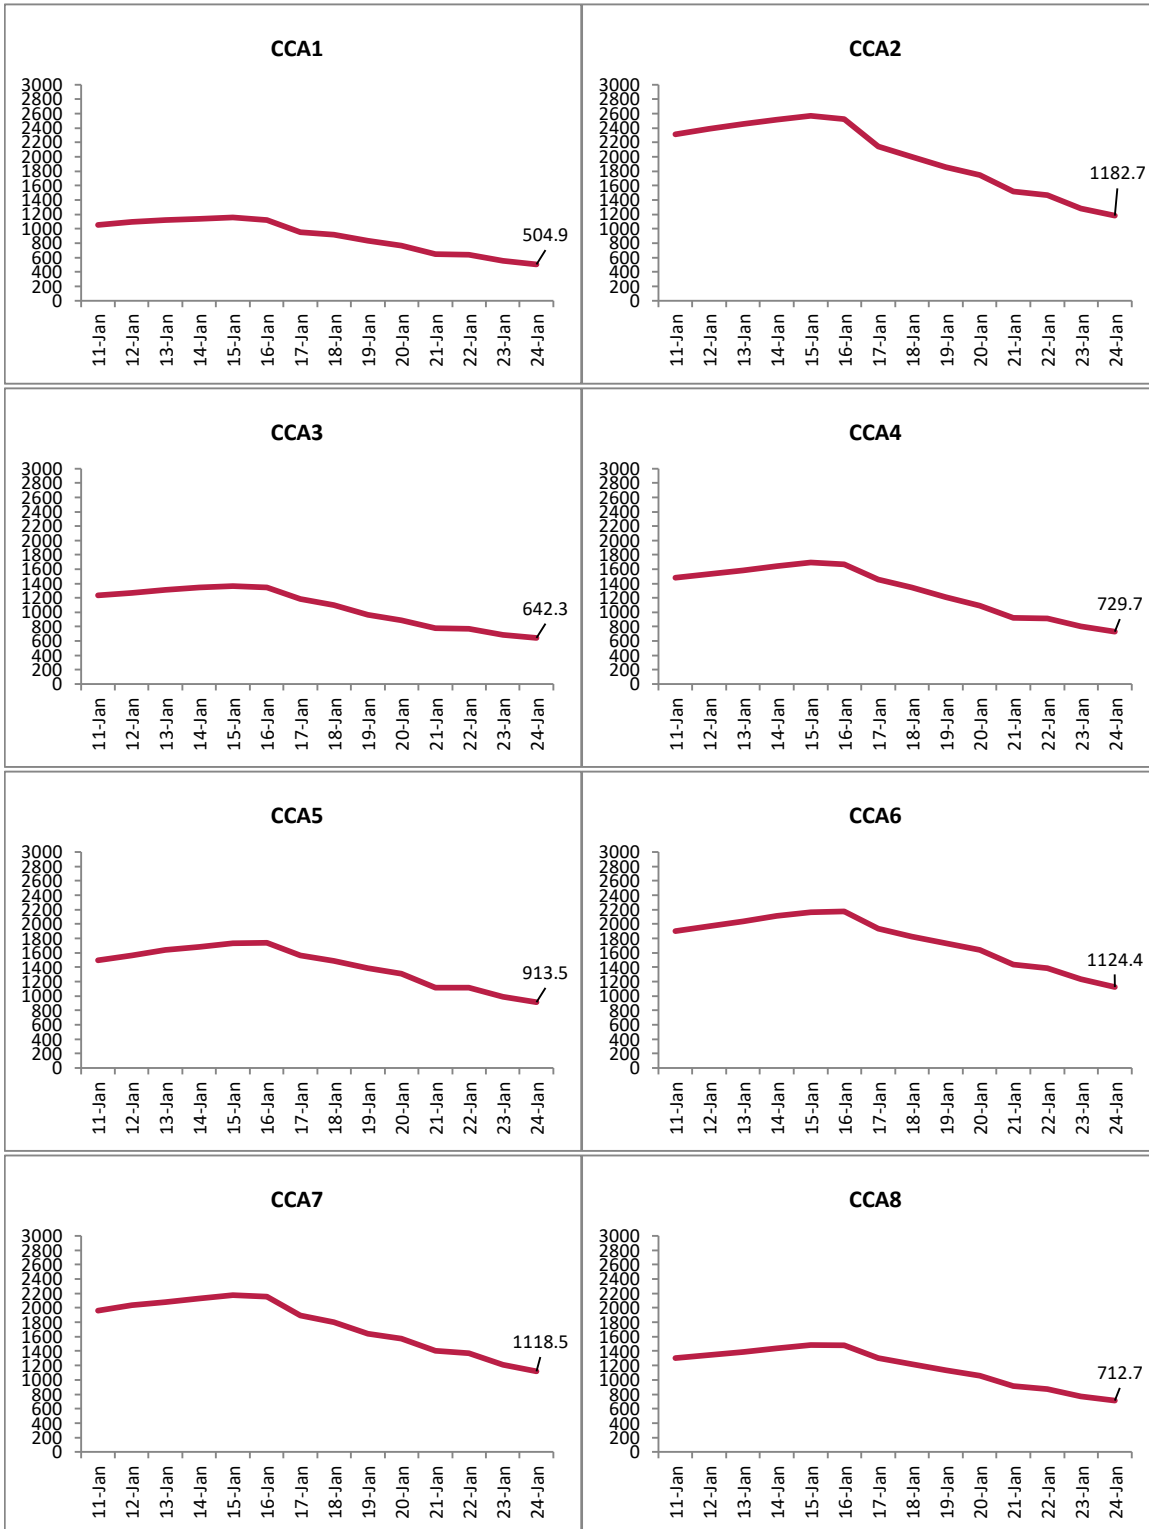 CCA1
3000
2800
2600
2400
2200
2000
1800
1600
1400
1200
1000
800
600
400
200
0
504.9
11-Jan
12-Jan
13-Jan
14-Jan
15-Jan
16-Jan
17-Jan
18-Jan
19-Jan
20-Jan
21-Jan
22-Jan
23-Jan
24-Jan
CCA2
3000
2800
2600
2400
2200
2000
1800
1600
1400
1200
1000
800
600
400
200
0
1182.7
11-Jan
12-Jan
13-Jan
14-Jan
15-Jan
16-Jan
17-Jan
18-Jan
19-Jan
20-Jan
21-Jan
22-Jan
23-Jan
24-Jan
CCA3
3000
2800
2600
2400
2200
2000
1800
1600
1400
1200
1000
800
600
400
200
0
642.3
11-Jan
12-Jan
13-Jan
14-Jan
15-Jan
16-Jan
17-Jan
18-Jan
19-Jan
20-Jan
21-Jan
22-Jan
23-Jan
24-Jan
CCA4
3000
2800
2600
2400
2200
2000
1800
1600
1400
1200
1000
800
600
400
200
0
729.7
11-Jan
12-Jan
13-Jan
14-Jan
15-Jan
16-Jan
17-Jan
18-Jan
19-Jan
20-Jan
21-Jan
22-Jan
23-Jan
24-Jan
CCA5
3000
2800
2600
2400
2200
2000
1800
1600
1400
1200
1000
800
600
400
200
0
913.5
11-Jan
12-Jan
13-Jan
14-Jan
15-Jan
16-Jan
17-Jan
18-Jan
19-Jan
20-Jan
21-Jan
22-Jan
23-Jan
24-Jan
CCA6
3000
2800
2600
2400
2200
2000
1800
1600
1400
1200
1000
800
600
400
200
0
1124.4
11-Jan
12-Jan
13-Jan
14-Jan
15-Jan
16-Jan
17-Jan
18-Jan
19-Jan
20-Jan
21-Jan
22-Jan
23-Jan
24-Jan
CCA7
3000
2800
2600
2400
2200
2000
1800
1600
1400
1200
1000
800
600
400
200
0
1118.5
11-Jan
12-Jan
13-Jan
14-Jan
15-Jan
16-Jan
17-Jan
18-Jan
19-Jan
20-Jan
21-Jan
22-Jan
23-Jan
24-Jan
CCA8
3000
2800
2600
2400
2200
2000
1800
1600
1400
1200
1000
800
600
400
200
0
712.7
11-Jan
12-Jan
13-Jan
14-Jan
15-Jan
16-Jan
17-Jan
18-Jan
19-Jan
20-Jan
21-Jan
22-Jan
23-Jan
24-Jan